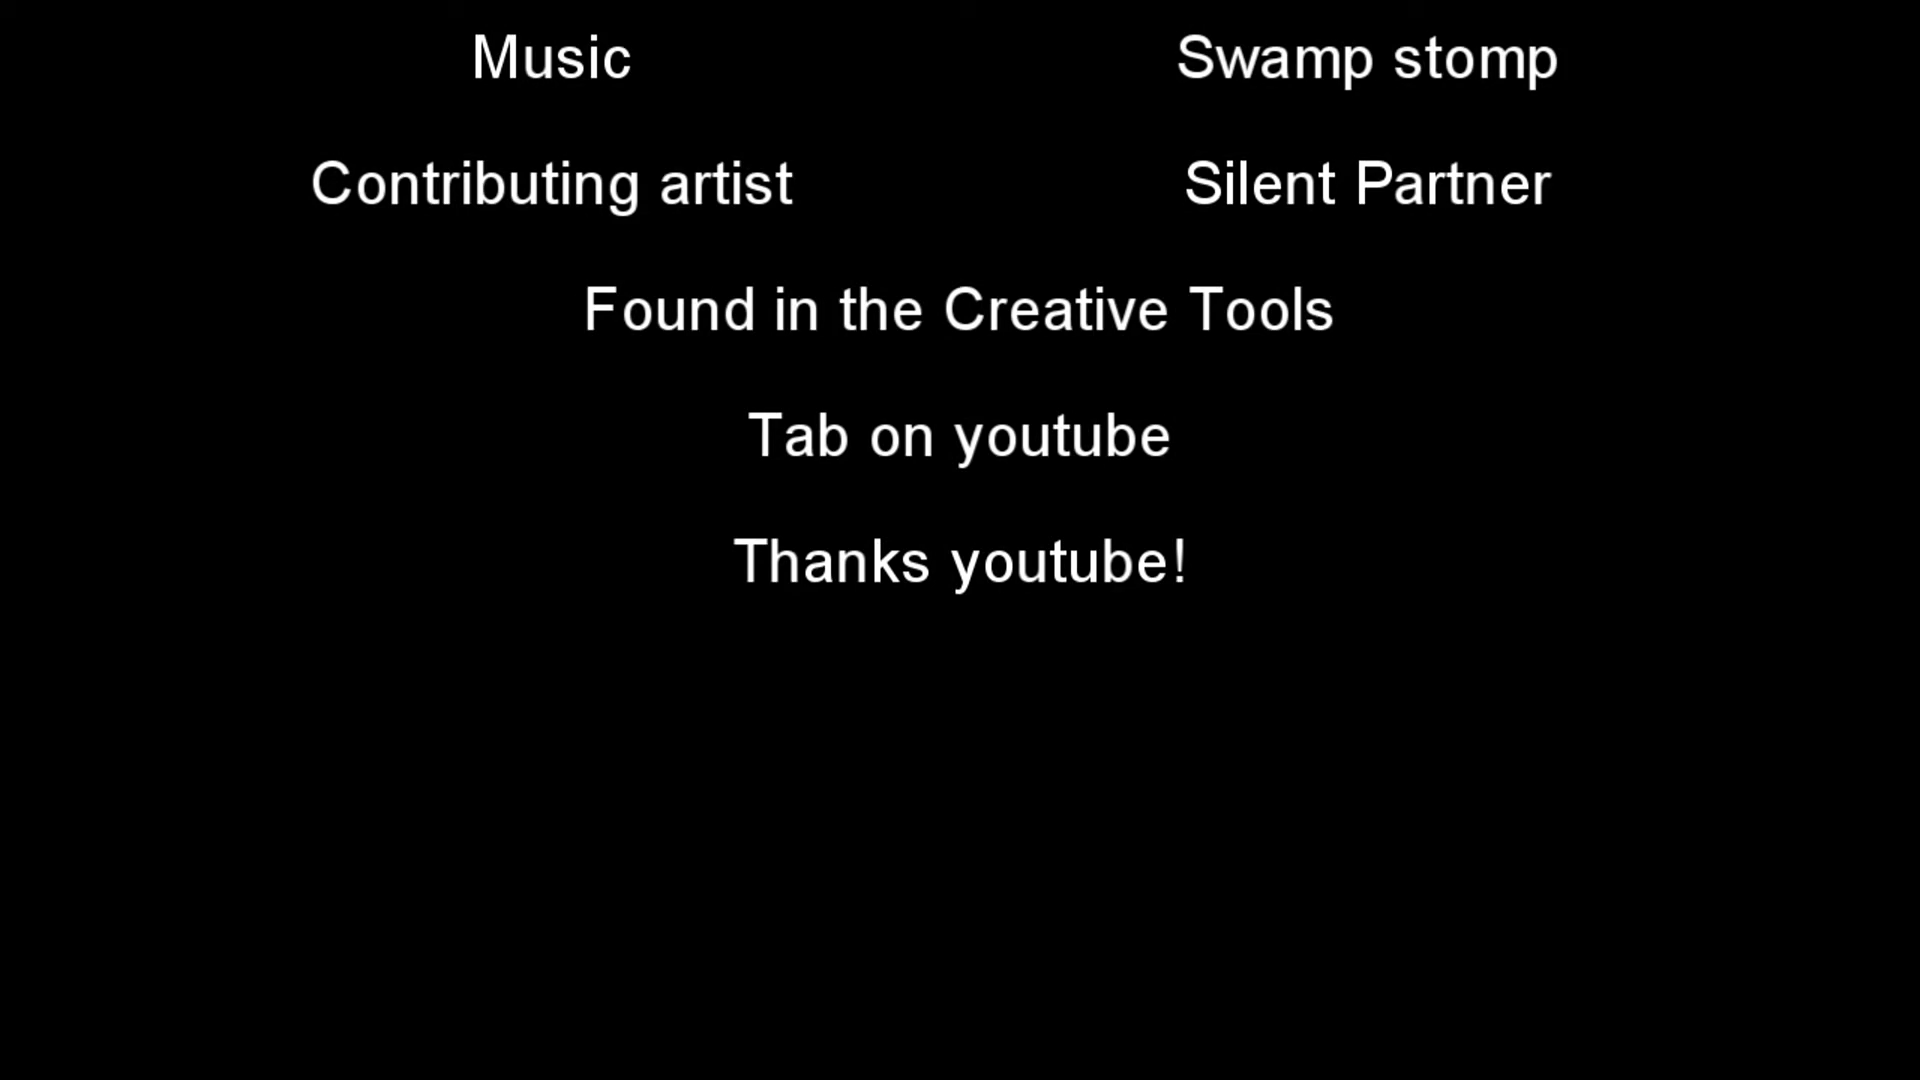 Music Swamp stomp
Contributing artist Silent Partner
Found in the Creative Tools
Tab on youtube
Thanks youtube!